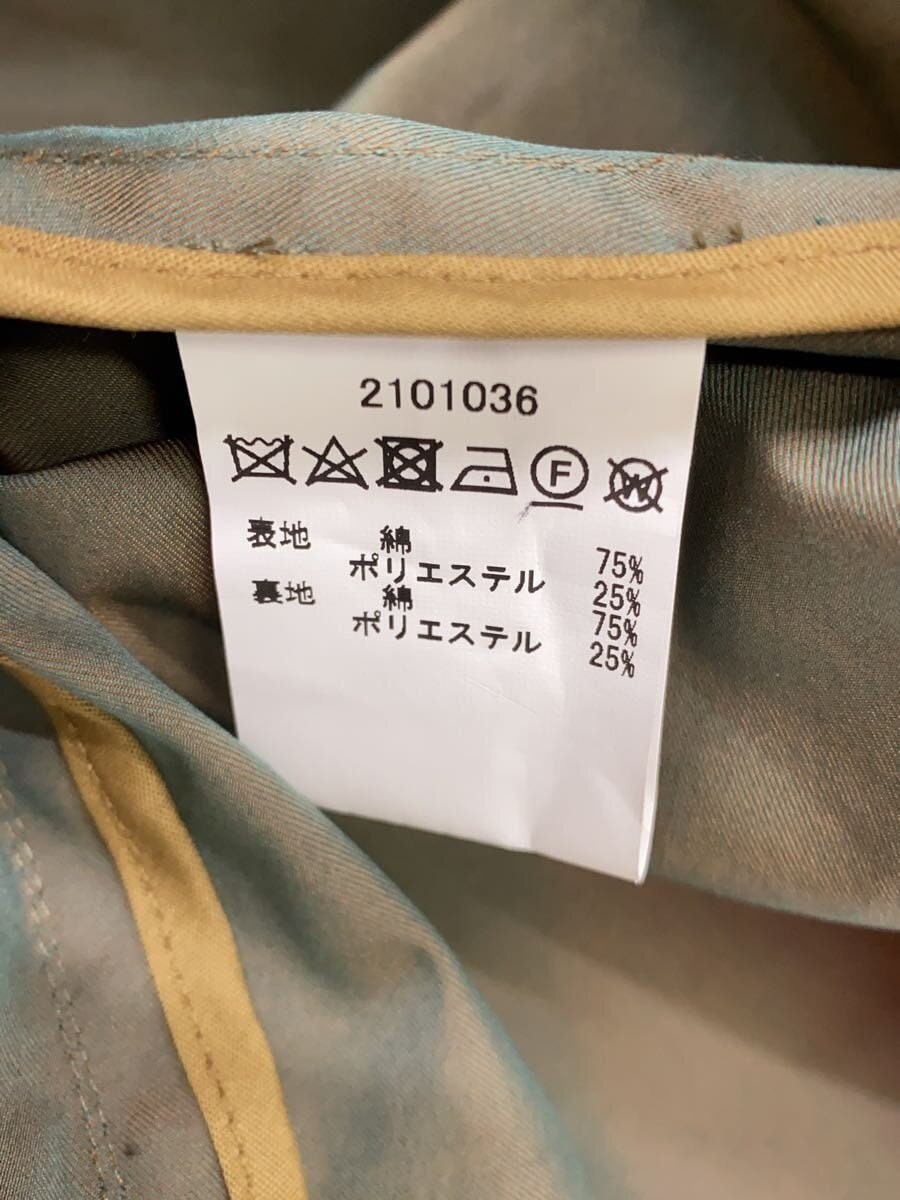 2101036
F
W
表地 綿 75%
ポリエステル 25%
裏地 綿 75%
ポリエステル 25%